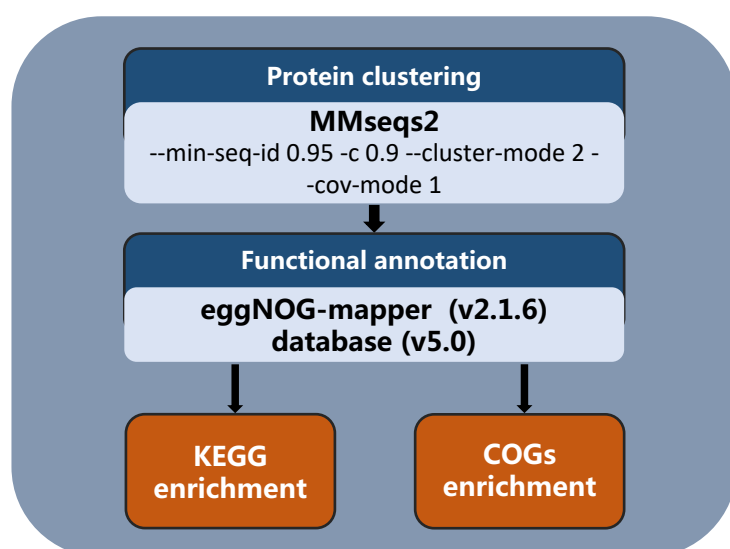 Protein clustering
MMseqs2
--min-seq-id 0.95 -c 0.9 --cluster-mode 2 -
-cov-mode 1
Functional annotation
eggNOG-mapper (v2.1.6)
database (v5.0)
KEGG
enrichment
COGs
enrichment